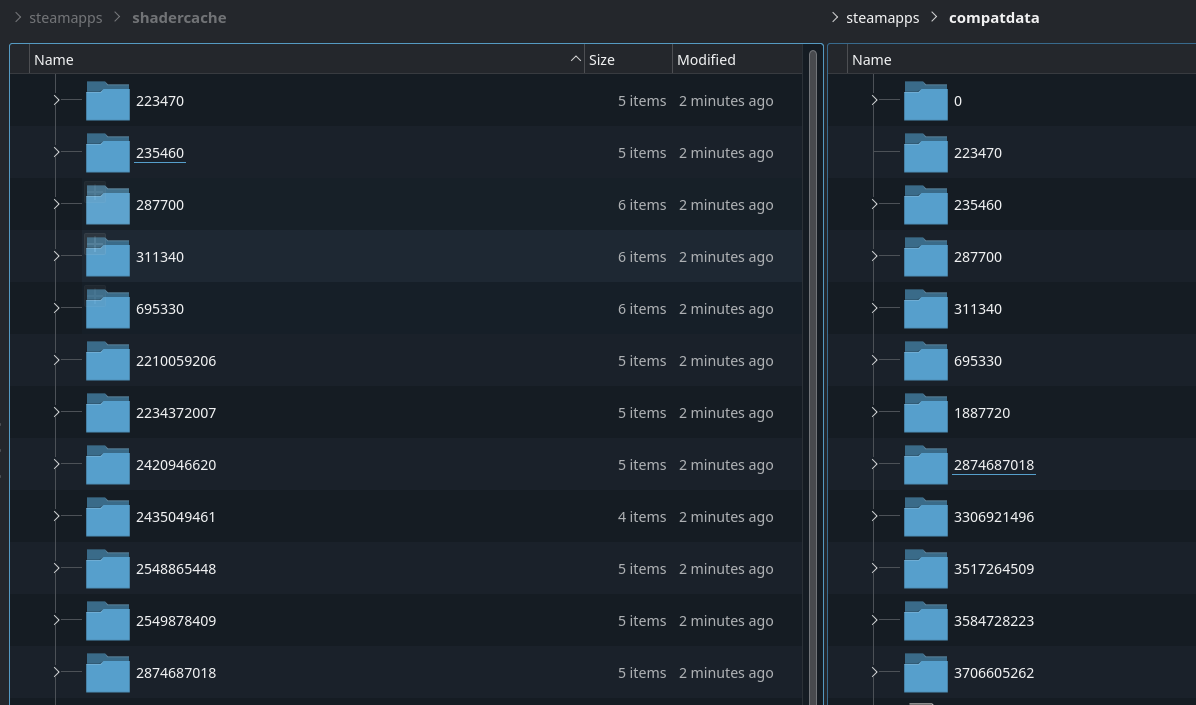 steamapps shadercache
Name Size Modified
223470 5 items 2 minutes ago
235460 5 items 2 minutes ago
287700 6 items 2 minutes ago
311340 6 items 2 minutes ago
695330 6 items 2 minutes ago
2210059206 5 items 2 minutes ago
2234372007 5 items 2 minutes ago
2420946620 5 items 2 minutes ago
2435049461 4 items 2 minutes ago
2548865448 5 items 2 minutes ago
2549878409 5 items 2 minutes ago
2874687018 5 items 2 minutes ago
steamapps compatdata
Name
0
223470
235460
287700
311340
695330
1887720
2874687018
3306921496
3517264509
3584728223
3706605262